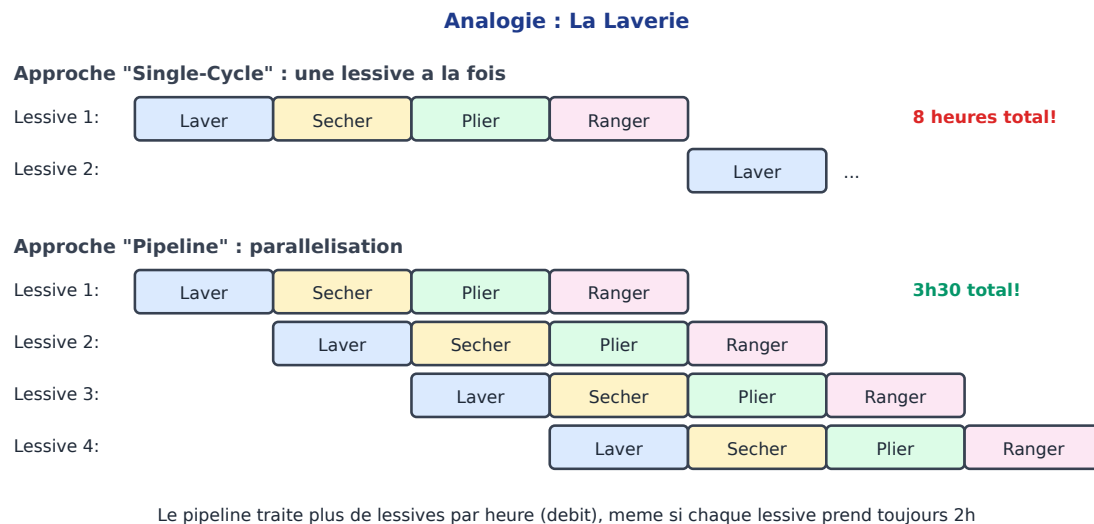 Analogie : La Laverie
Approche "Single-Cycle" : une lessive a la fois
Lessive 1: Laver Secher Plier Ranger 8 heures total!
Lessive 2: Laver ...
Approche "Pipeline" : parallelisation
Lessive 1: Laver Secher Plier Ranger 3h30 total!
Lessive 2: Laver Secher Plier Ranger
Lessive 3: Laver Secher Plier Ranger
Lessive 4: Laver Secher Plier Ranger
Le pipeline traite plus de lessives par heure (debit), meme si chaque lessive prend toujours 2h